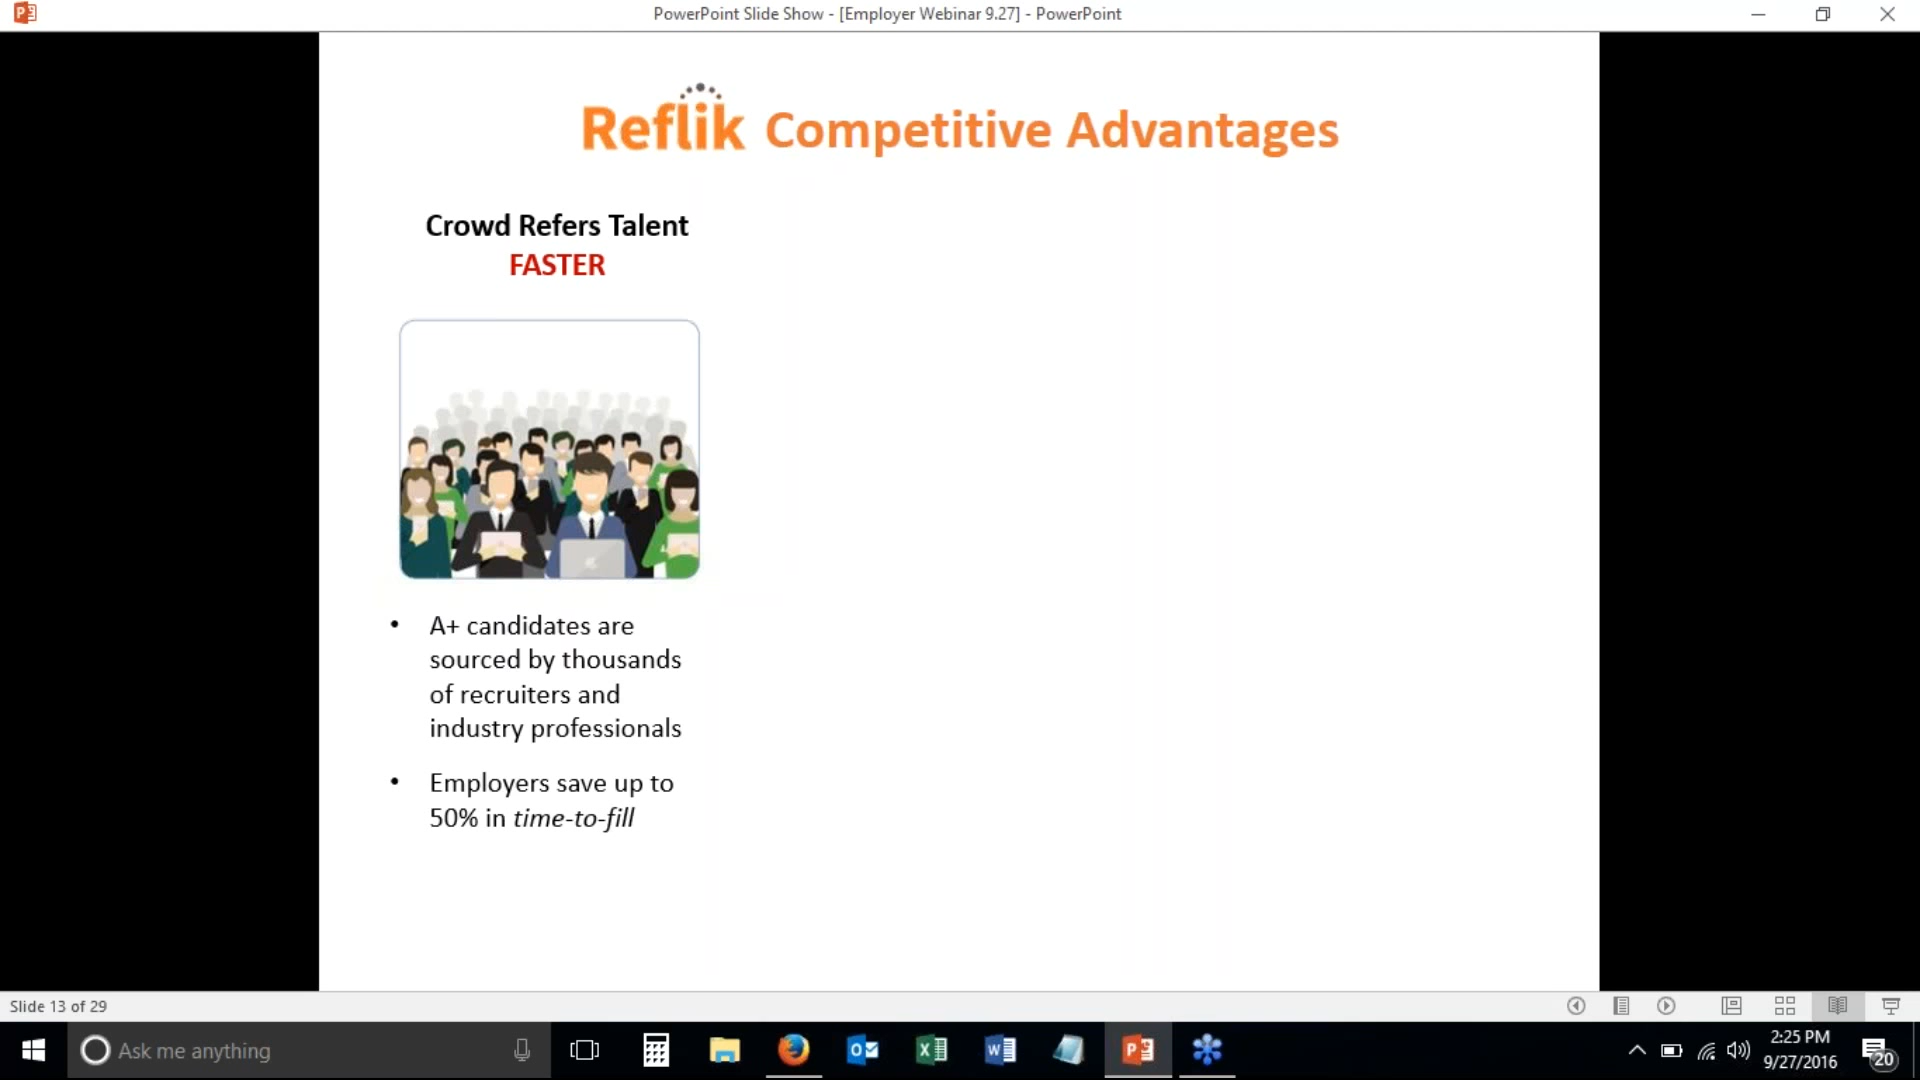 PowerPoint Slide Show - [Employer Webinar 9.27] - PowerPoint
Reflik Competitive Advantages
Crowd Refers Talent
FASTER
• A+ candidates are
sourced by thousands
of recruiters and
industry professionals
• Employers save up to
50% in time-to-fill
Slide 13 of 29
Ask me anything
2:25 PM
9/27/2016
20